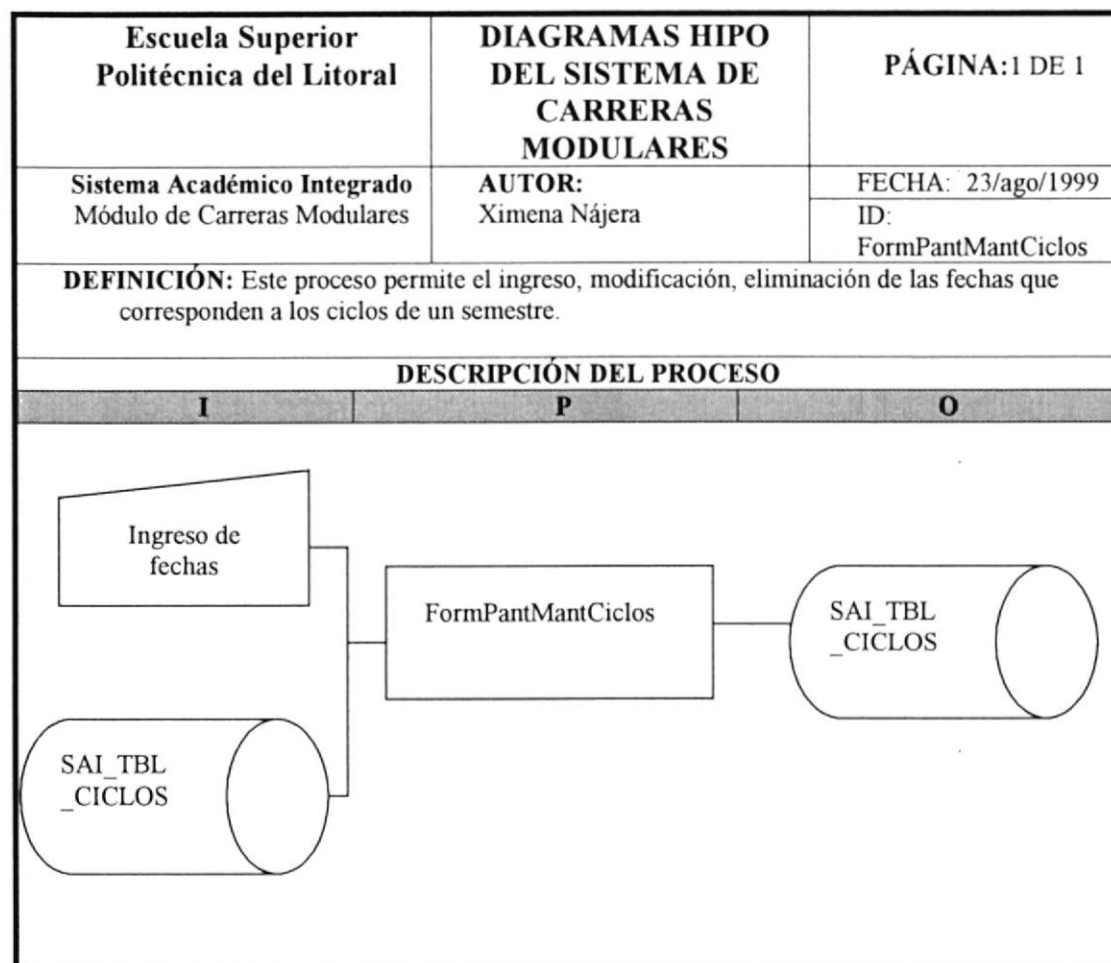 Escuela Superior
Politécnica del Litoral
DIAGRAMAS HIPO
DEL SISTEMA DE
CARRERAS
MODULARES
PÁGINA:1 DE 1
Sistema Académico Integrado
Módulo de Carreras Modulares
AUTOR:
Ximena Nájera
FECHA: 23/ago/1999
ID:
FormPantMantCiclos
DEFINICIÓN: Este proceso permite el ingreso, modificación, eliminación de las fechas que
corresponden a los ciclos de un semestre.
DESCRIPCIÓN DEL PROCESO
I
P
O
Ingreso de
fechas
FormPantMantCiclos
SAI_TBL
_CICLOS
SAI_TBL
_CICLOS